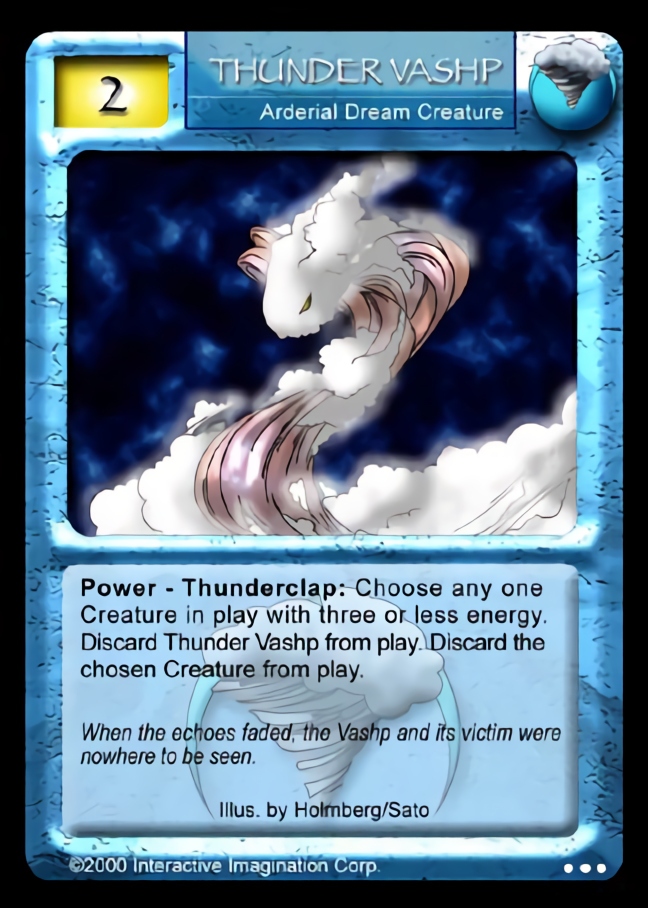 2
THUNDER VASHP
Arderial Dream Creature
Power - Thunderclap: Choose any one
Creature in play with three or less energy.
Discard Thunder Vashp from play. Discard the
chosen Creature from play.
When the echoes faded, the Vashp and its victim were
nowhere to be seen.
Illus. by Holmberg/Sato
©2000 Interactive Imagination Corp.